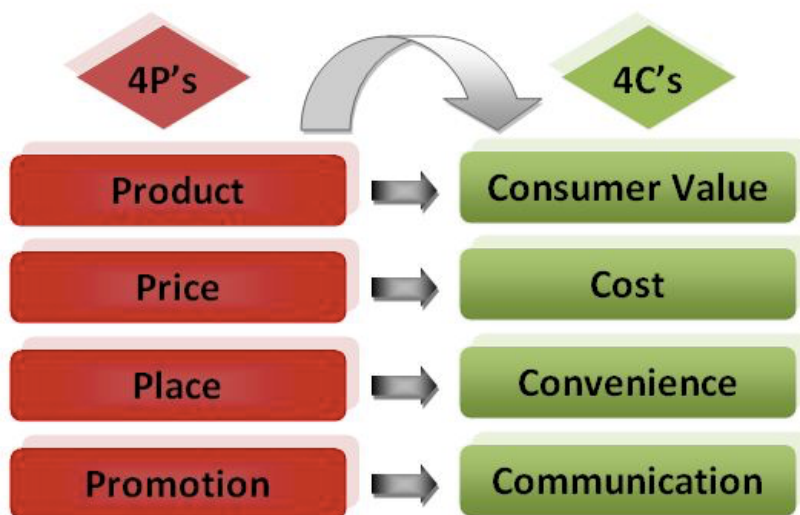 4P's
4C's
Product
Consumer Value
Price
Cost
Place
Convenience
Promotion
Communication